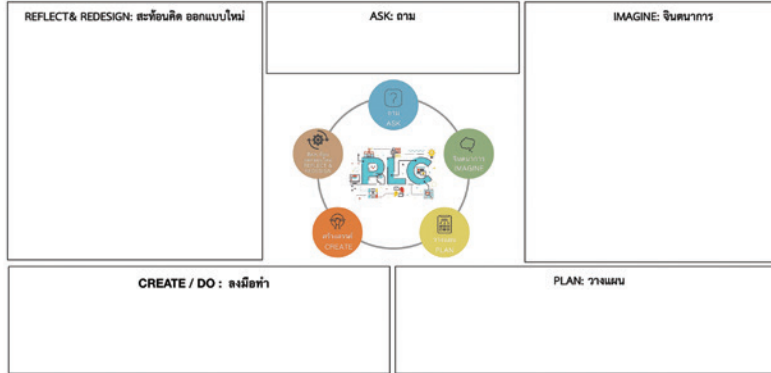 REFLECT& REDESIGN: สะท้อนคิด ออกแบบใหม่
ASK: ถาม
IMAGINE: จินตนาการ
ถาม
ASK
จินตนาการ
IMAGINE
PLC
สร้างสรรค์
CREATE
วางแผน
PLAN
CREATE / DO : ลงมือทำ
PLAN: วางแผน